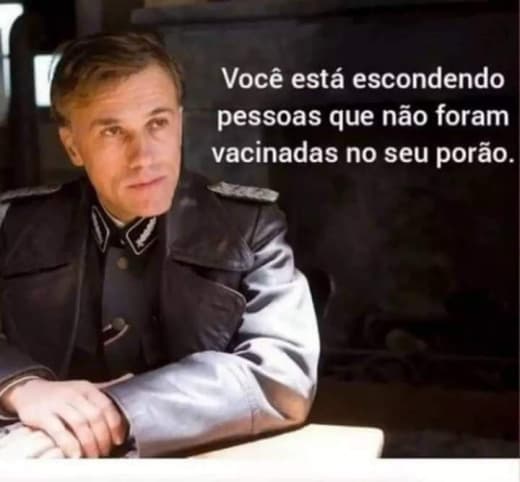 Você está escondendo
pessoas que não foram
vacinadas no seu porão.